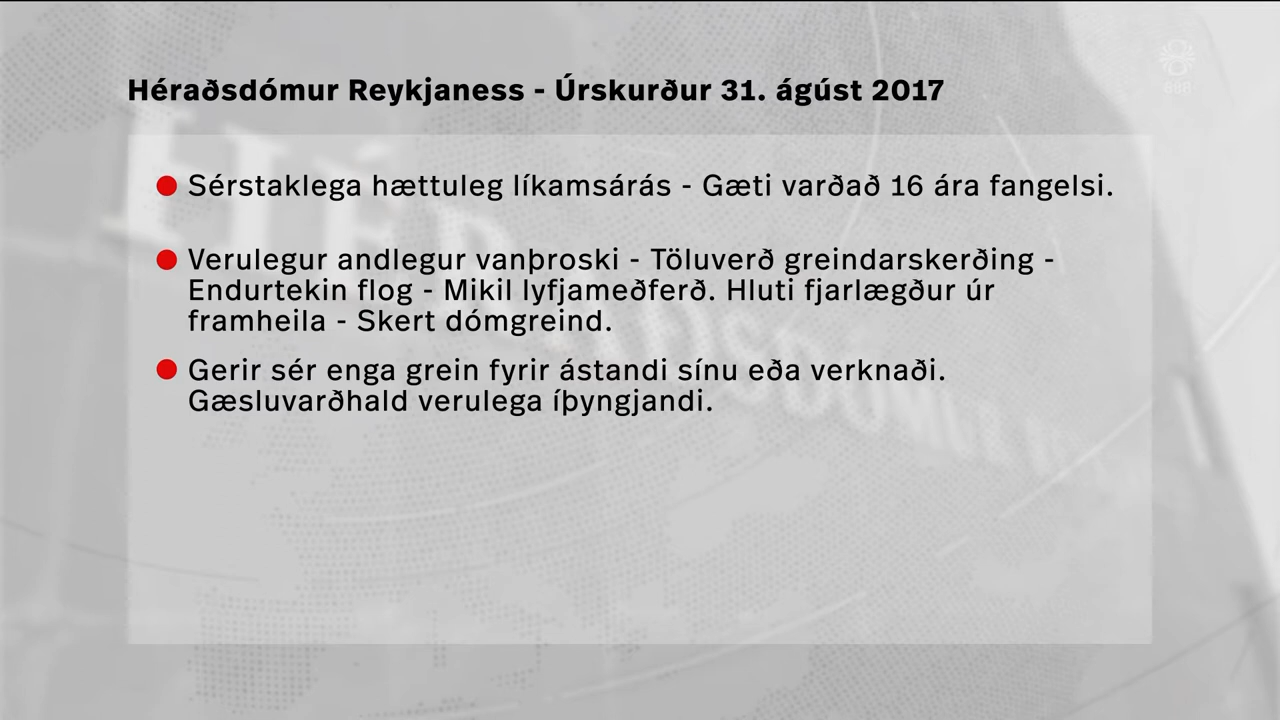 Héraðsdómur Reykjaness - Úrskurður 31. ágúst 2017
888
Sérstaklega hættuleg líkamsárás - Gæti varðað 16 ára fangelsi.
Verulegur andlegur vanþroski - Töluverð greindarskerðing -
Endurtekin flog - Mikil lyfjameðferð. Hluti fjarlægður úr
framheila - Skert dómgreind.
Gerir sér enga grein fyrir ástandi sínu eða verknaði.
Gæsluvarðhald verulega íþyngjandi.
HÉRAÐSDÓMUR